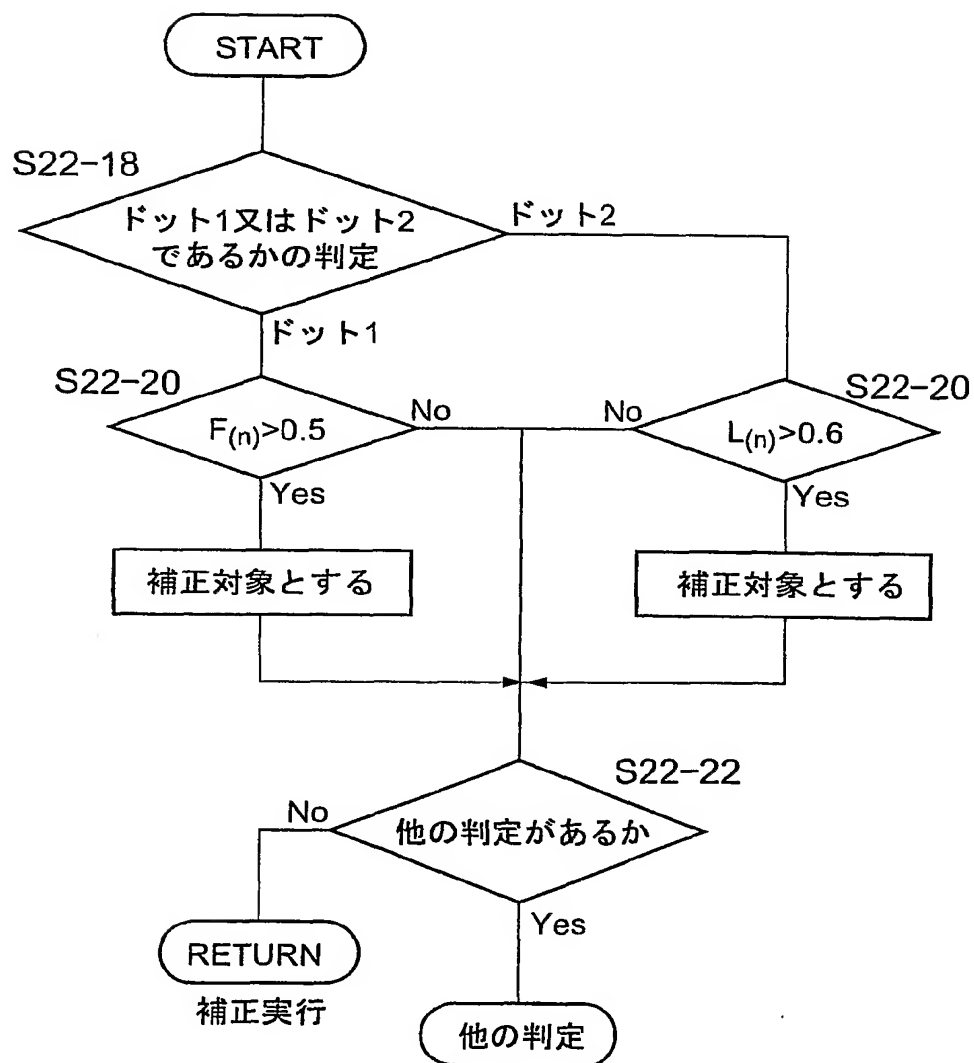 START
S22-18
ドット1又はドット2
であるかの判定
ドット2
ドット1
S22-20
F(n)>0.5
No
Yes
補正対象とする
S22-20
No
L(n)>0.6
Yes
補正対象とする
S22-22
他の判定があるか
No
Yes
RETURN
補正実行
他の判定